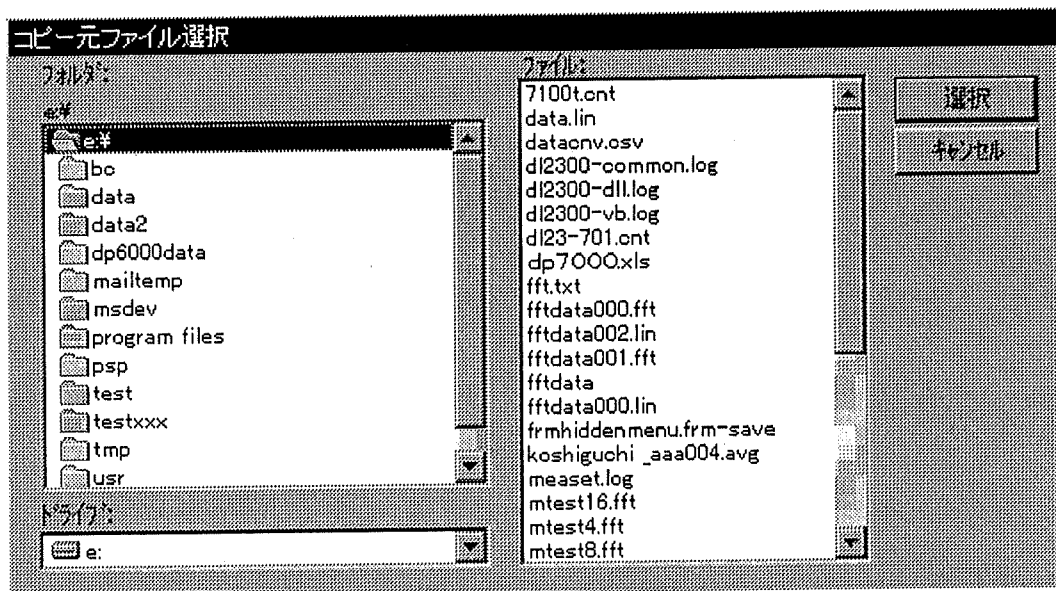 コピー元ファイル選択
フォルダ:
e:¥
e:¥
bc
data
data2
dp6000data
mailtemp
msdev
program files
psp
test
testxxx
tmp
usr
ドライブ:
e:
ファイル:
7100t.cnt
data.lin
datacnv.csv
dl2300-common.log
dl2300-dll.log
dl2300-vb.log
dl23-701.cnt
dp7000.xls
fft.txt
fftdata000.fft
fftdata002.lin
fftdata001.fft
fftdata
fftdata000.lin
frmhiddenmenu.frm-save
koshiguchi _aaa004.avg
measet.log
mtest16.fft
mtest4.fft
mtest8.fft
選択
キャンセル